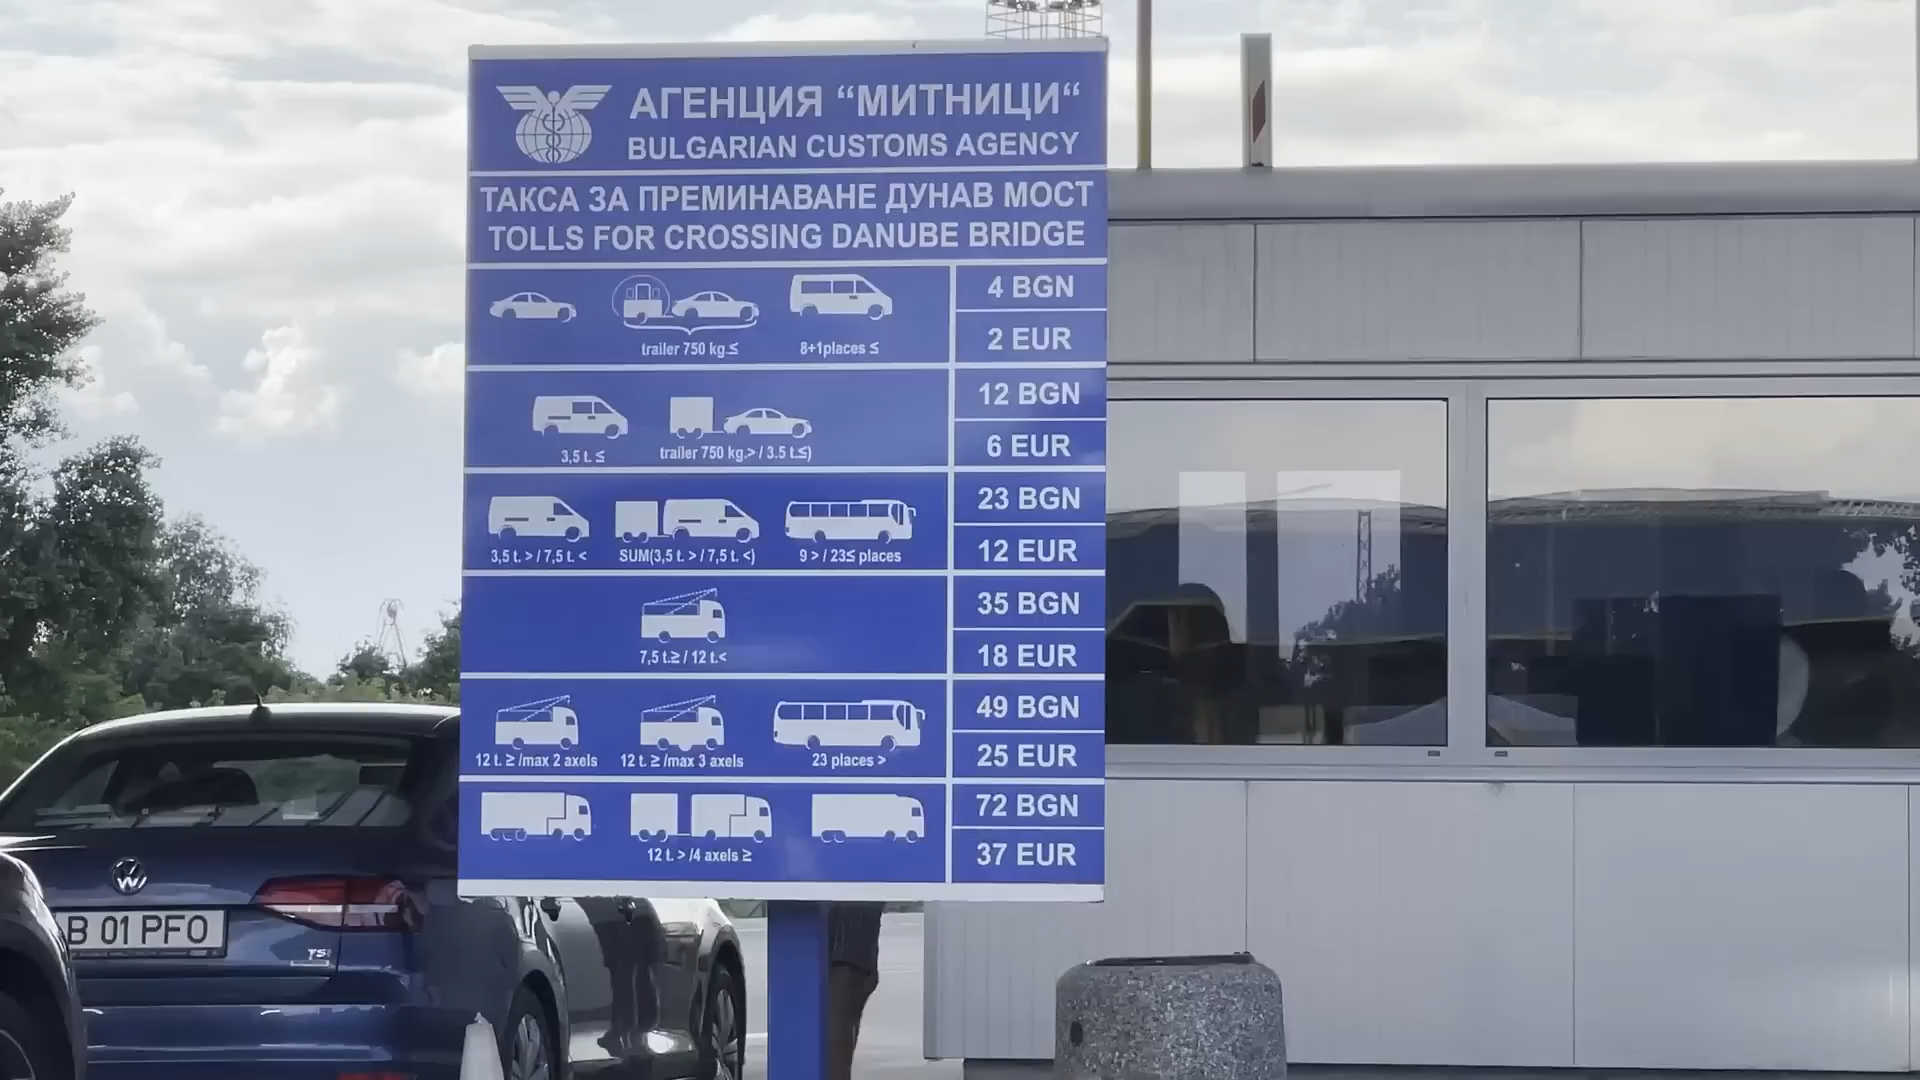 АГЕНЦИЯ “МИТНИЦИ“
BULGARIAN CUSTOMS AGENCY
ТАКСА ЗА ПРЕМИНАВАНЕ ДУНАВ МОСТ
TOLLS FOR CROSSING DANUBE BRIDGE
trailer 750 kg.≤
8+1places ≤
4 BGN
2 EUR
3,5 t. ≤
trailer 750 kg.> / 3.5 t.≤)
12 BGN
6 EUR
3,5 t. > / 7,5 t. <
SUM(3,5 t. > / 7,5 t. <)
9 > / 23≤ places
23 BGN
12 EUR
7,5 t.≥ / 12 t.<
35 BGN
18 EUR
12 t. ≥ /max 2 axels
12 t. ≥ /max 3 axels
23 places >
49 BGN
25 EUR
12 t. > /4 axels ≥
72 BGN
37 EUR
B 01 PFO
TSI